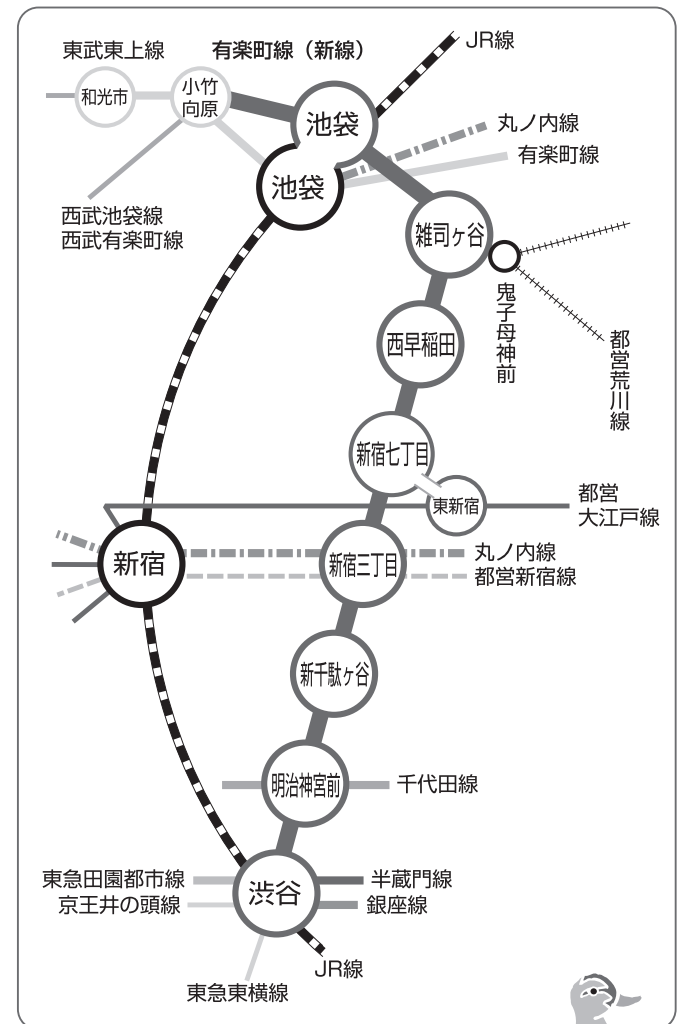 JR線
東武東上線
有楽町線（新線）
和光市
小竹
向原
池袋
丸ノ内線
有楽町線
池袋
西武池袋線
西武有楽町線
雑司ヶ谷
鬼子母神前
都営荒川線
西早稲田
新宿七丁目
東新宿
都営
大江戸線
新宿
新宿三丁目
丸ノ内線
都営新宿線
新千駄ヶ谷
明治神宮前
千代田線
東急田園都市線
半蔵門線
京王井の頭線
渋谷
銀座線
JR線
東急東横線